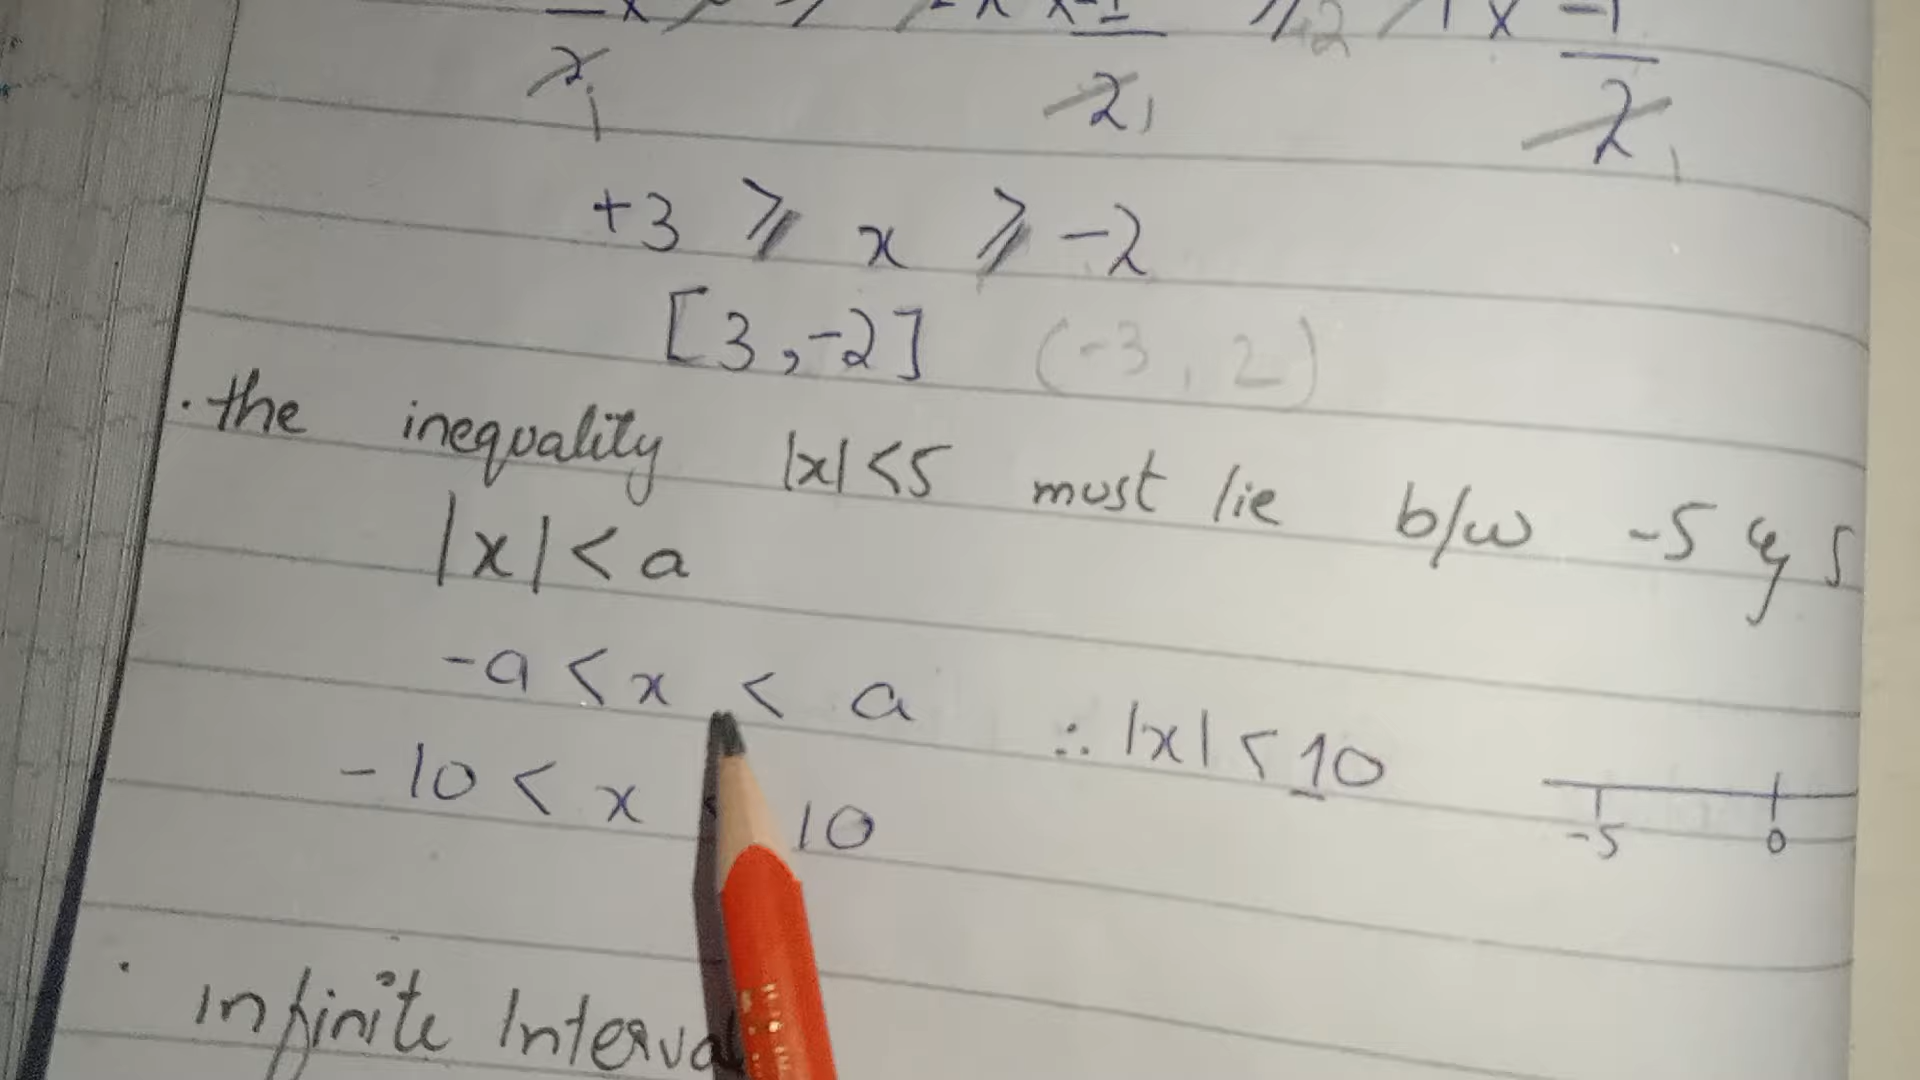 +3 ⩾ x ⩾ -2
[3, -2] (-3, 2)
. the inequality |x| < 5 must lie b/w -5 & 5
|x| < a
-a < x < a ∴ |x| < 10
-10 < x < 10
-5 0
. infinite Interval